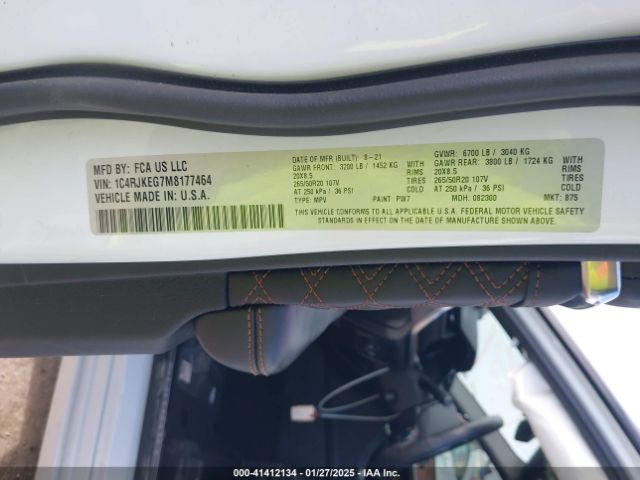 MFD BY: FCA US LLC
VIN: 1C4RJKEG7M8177464
VEHICLE MADE IN: U.S.A.
DATE OF MFR (BUILT): 8-21
GAWR FRONT: 3200 LB / 1452 KG
20X8.5
265/50R20 107V
AT 250 kPa / 36 PSI
TYPE: MPV
WITH
RIMS
TIRES
PAINT: PW7
GVWR: 6700 LB / 3040 KG
GAWR REAR: 3800 LB / 1724 KG
20X8.5
265/50R20 107V
AT 250 kPa / 36 PSI
MOH: 082300
WITH
RIMS
TIRES
MKT: 875
THIS VEHICLE CONFORMS TO ALL APPLICABLE U.S.A. FEDERAL MOTOR VEHICLE SAFETY
STANDARDS IN EFFECT ON THE DATE OF MANUFACTURE SHOWN ABOVE.
000-41412134 - 01/27/2025 - IAA Inc.